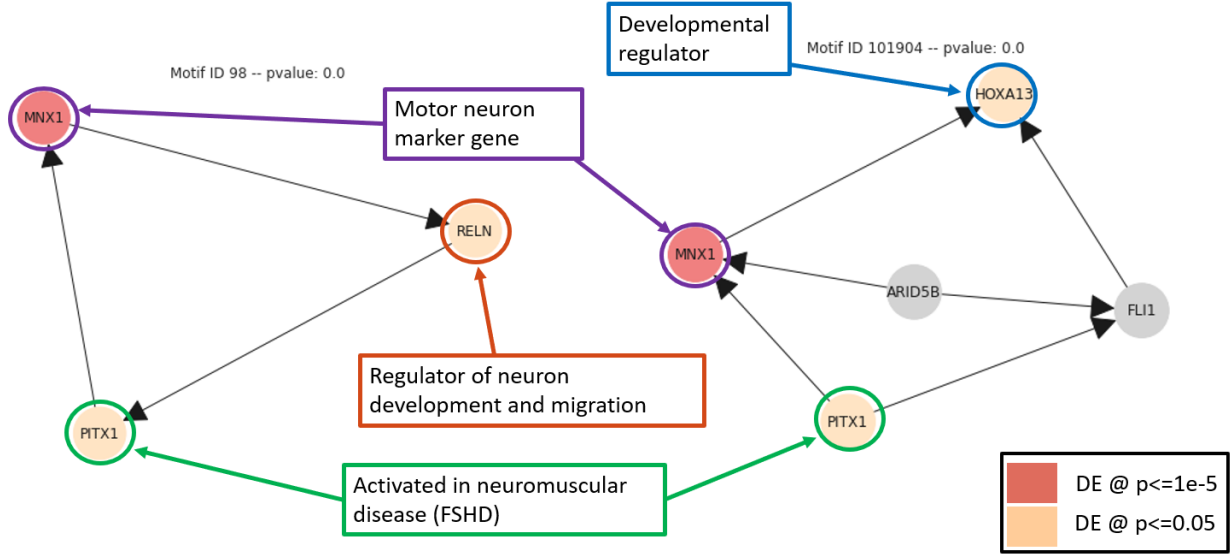 Developmental
regulator
Motif ID 101904 -- pvalue: 0.0
Motif ID 98 -- pvalue: 0.0
HOXA13
MNX1
Motor neuron
marker gene
RELN
MNX1
ARID5B
FLI1
Regulator of neuron
development and migration
PITX1
PITX1
Activated in neuromuscular
disease (FSHD)
DE @ p<=1e-5
DE @ p<=0.05